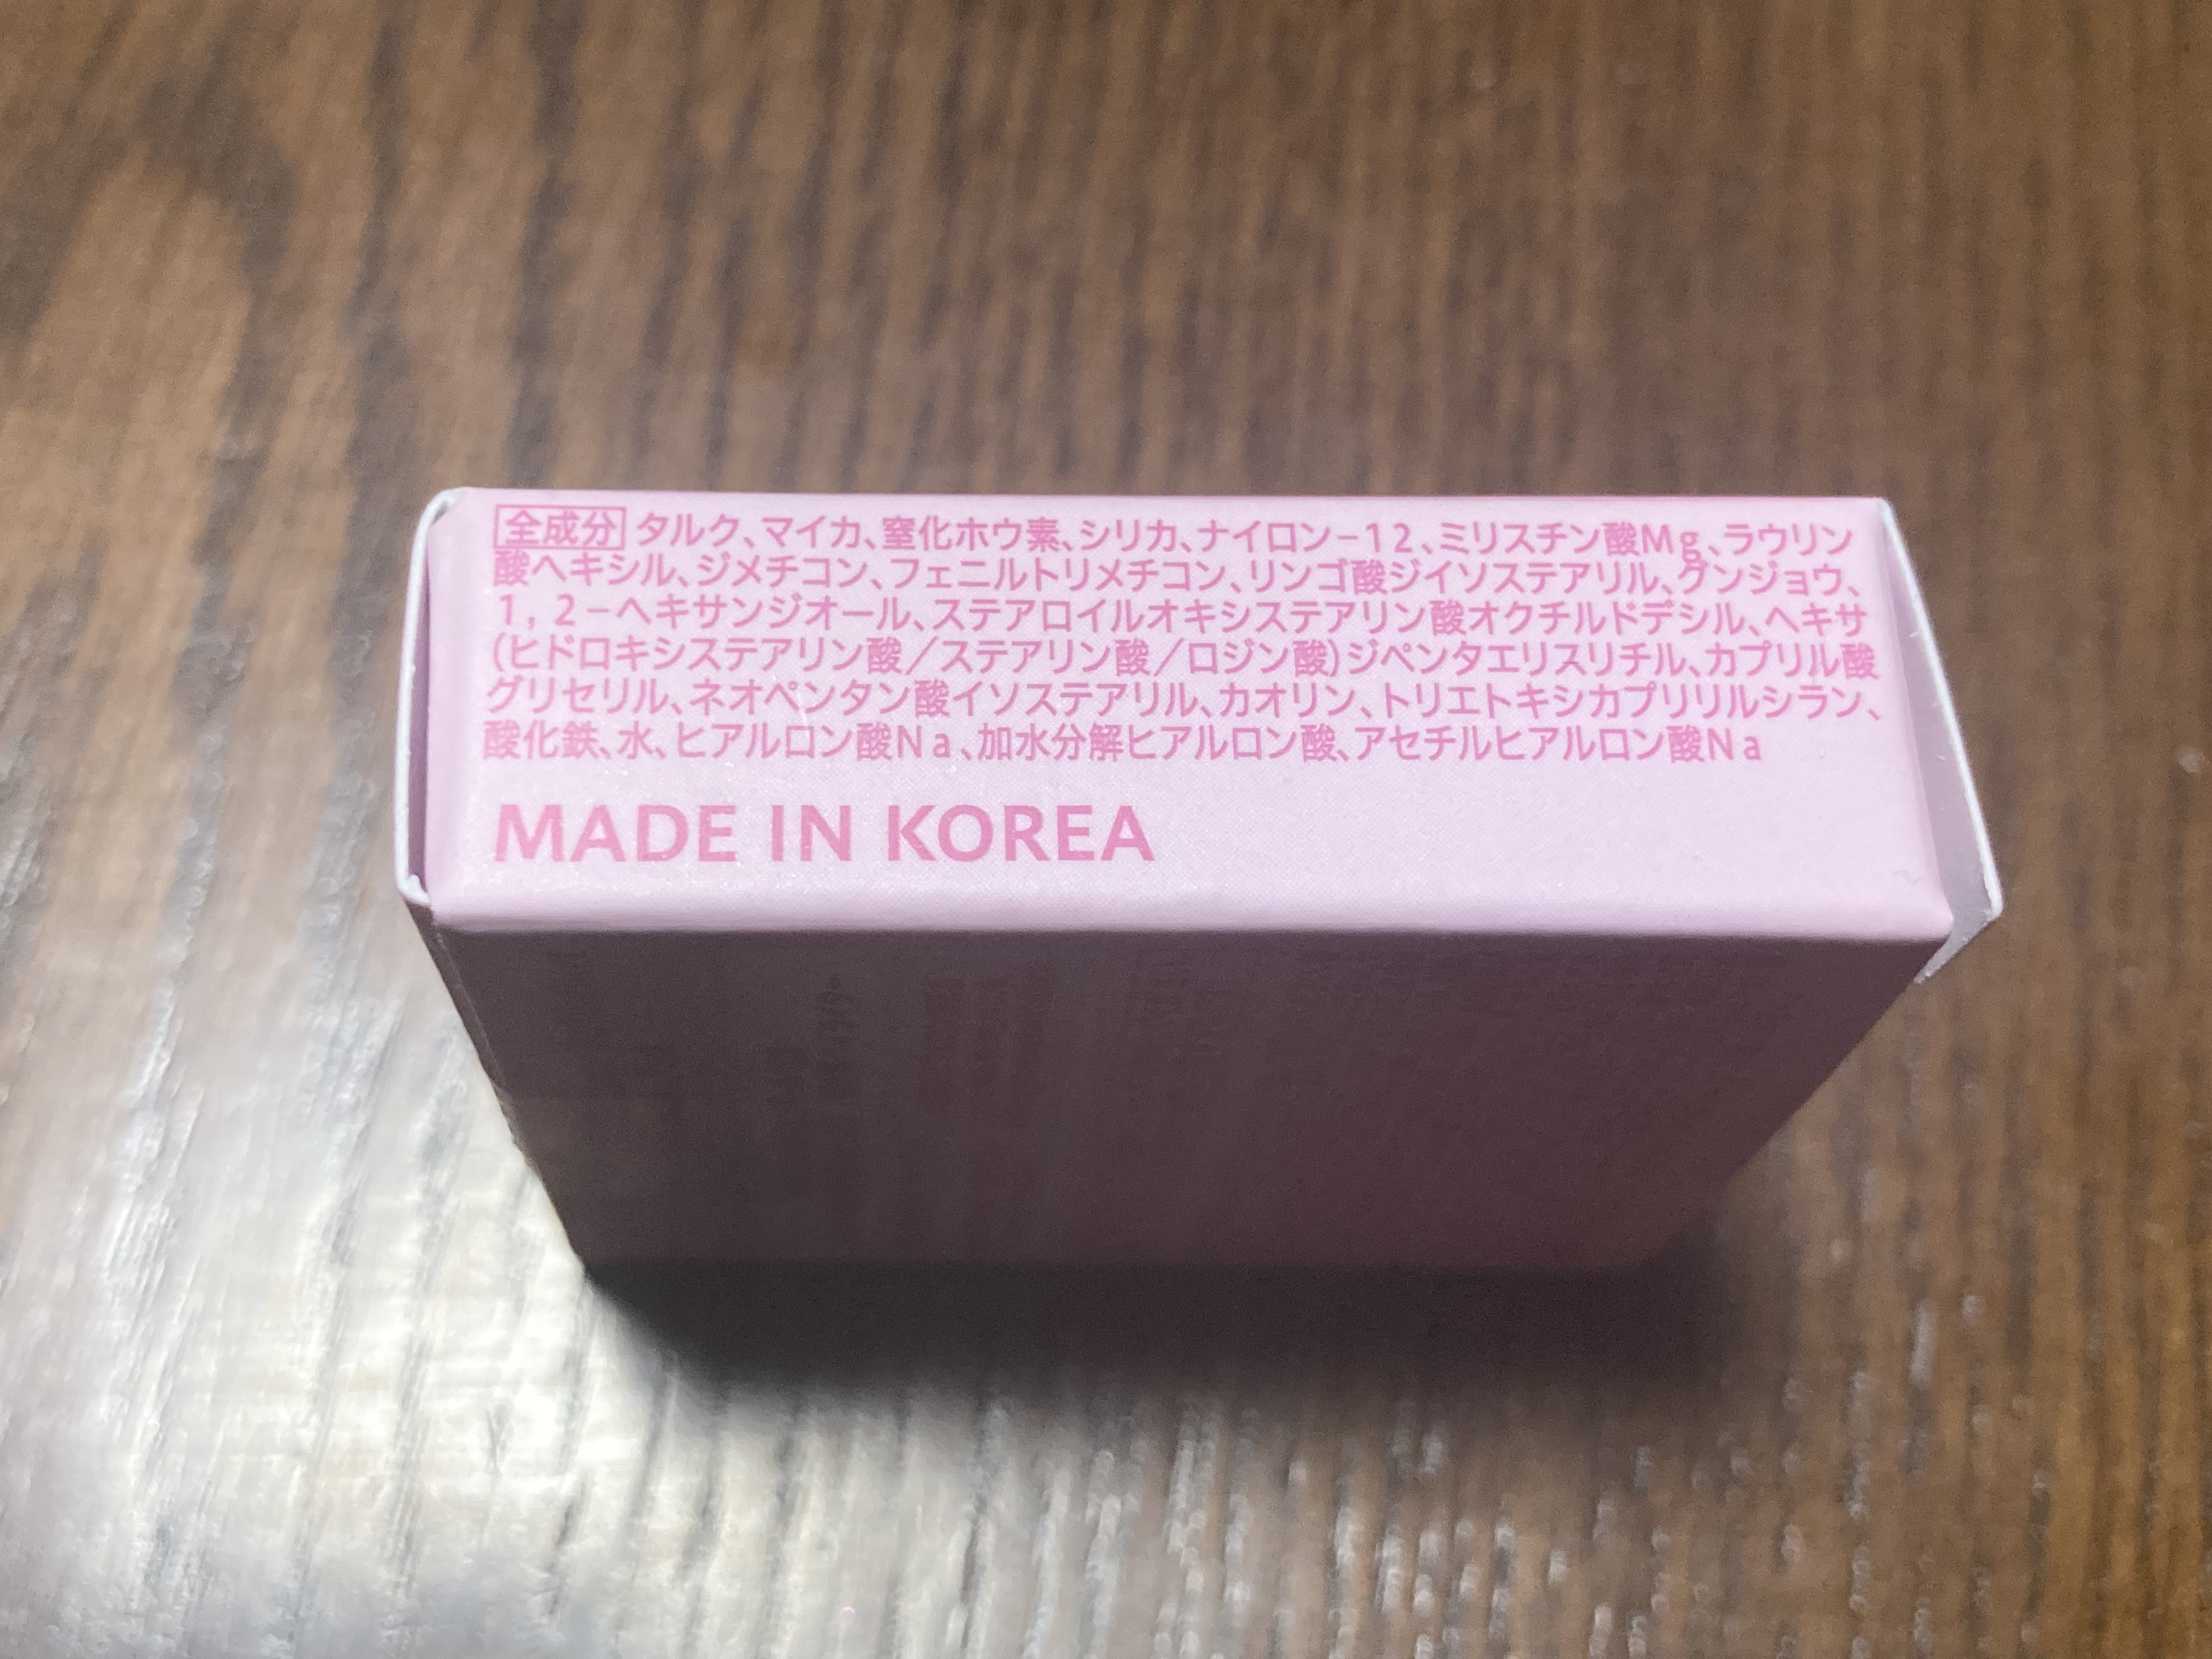 全成分 タルク、マイカ、窒化ホウ素、シリカ、ナイロン−12、ミリスチン酸Mg、ラウリン
酸ヘキシル、ジメチコン、フェニルトリメチコン、リンゴ酸ジイソステアリル、グンジョウ、
1,2−ヘキサンジオール、ステアロイルオキシステアリン酸オクチルドデシル、ヘキサ
(ヒドロキシステアリン酸／ステアリン酸／ロジン酸)ジペンタエリスリチル、カプリル酸
グリセリル、ネオペンタン酸イソステアリル、カオリン、トリエトキシカプリリルシラン、
酸化鉄、水、ヒアルロン酸Na、加水分解ヒアルロン酸、アセチルヒアルロン酸Na
MADE IN KOREA